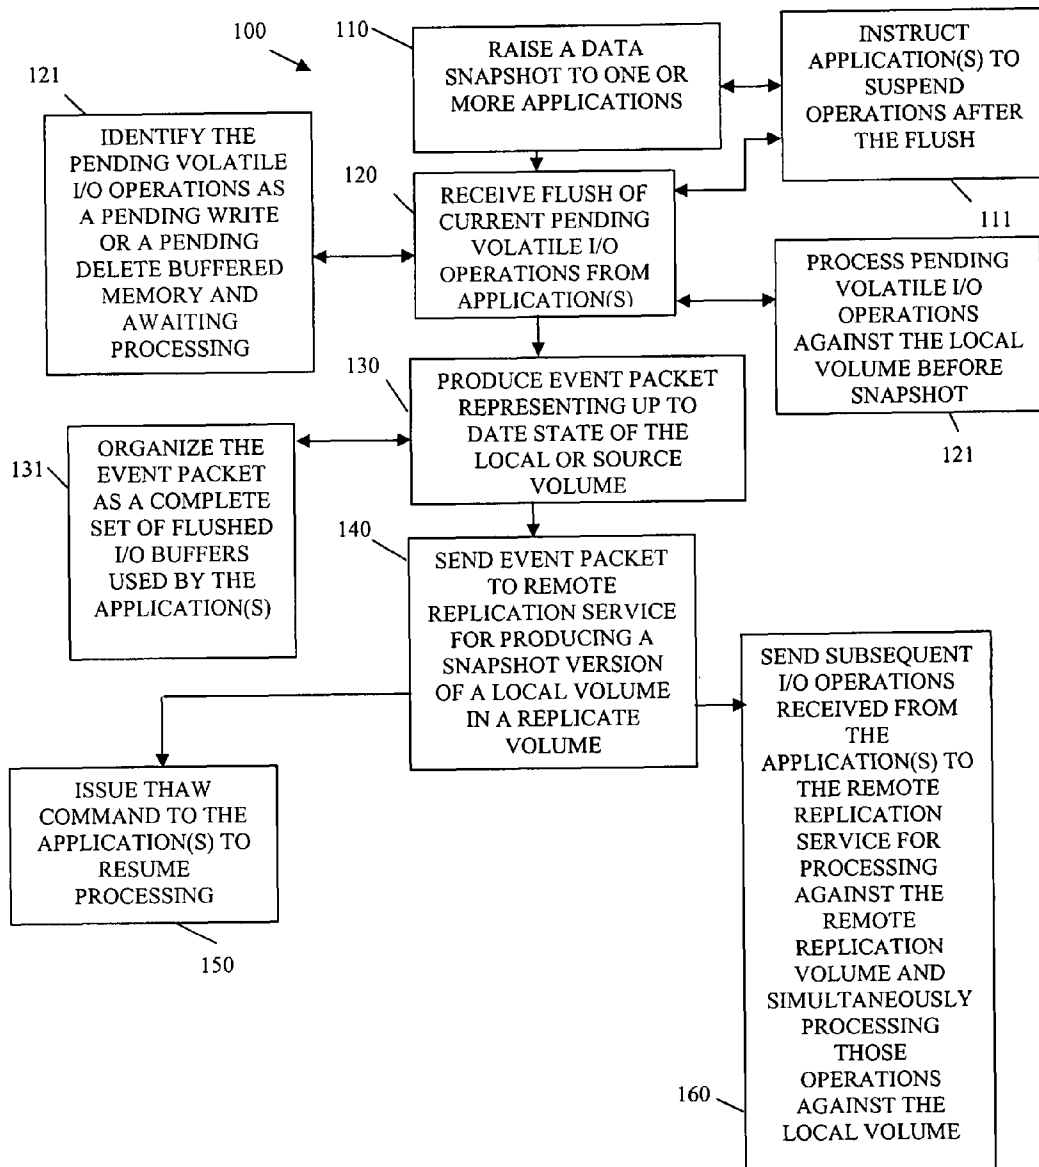 100
110
RAISE A DATA
SNAPSHOT TO ONE OR
MORE APPLICATIONS
INSTRUCT
APPLICATION(S) TO
SUSPEND
OPERATIONS AFTER
THE FLUSH
111
121
IDENTIFY THE
PENDING VOLATILE
I/O OPERATIONS AS
A PENDING WRITE
OR A PENDING
DELETE BUFFERED
MEMORY AND
AWAITING
PROCESSING
120
RECEIVE FLUSH OF
CURRENT PENDING
VOLATILE I/O
OPERATIONS FROM
APPLICATION(S)
PROCESS PENDING
VOLATILE I/O
OPERATIONS
AGAINST THE LOCAL
VOLUME BEFORE
SNAPSHOT
121
130
PRODUCE EVENT PACKET
REPRESENTING UP TO
DATE STATE OF THE
LOCAL OR SOURCE
VOLUME
131
ORGANIZE THE
EVENT PACKET
AS A COMPLETE
SET OF FLUSHED
I/O BUFFERS
USED BY THE
APPLICATION(S)
140
SEND EVENT PACKET
TO REMOTE
REPLICATION SERVICE
FOR PRODUCING A
SNAPSHOT VERSION
OF A LOCAL VOLUME
IN A REPLICATE
VOLUME
ISSUE THAW
COMMAND TO THE
APPLICATION(S) TO
RESUME
PROCESSING
150
SEND SUBSEQUENT
I/O OPERATIONS
RECEIVED FROM
THE
APPLICATION(S) TO
THE REMOTE
REPLICATION
SERVICE FOR
PROCESSING
AGAINST THE
REMOTE
REPLICATION
VOLUME AND
SIMULTANEOUSLY
PROCESSING
THOSE
OPERATIONS
AGAINST THE
LOCAL VOLUME
160